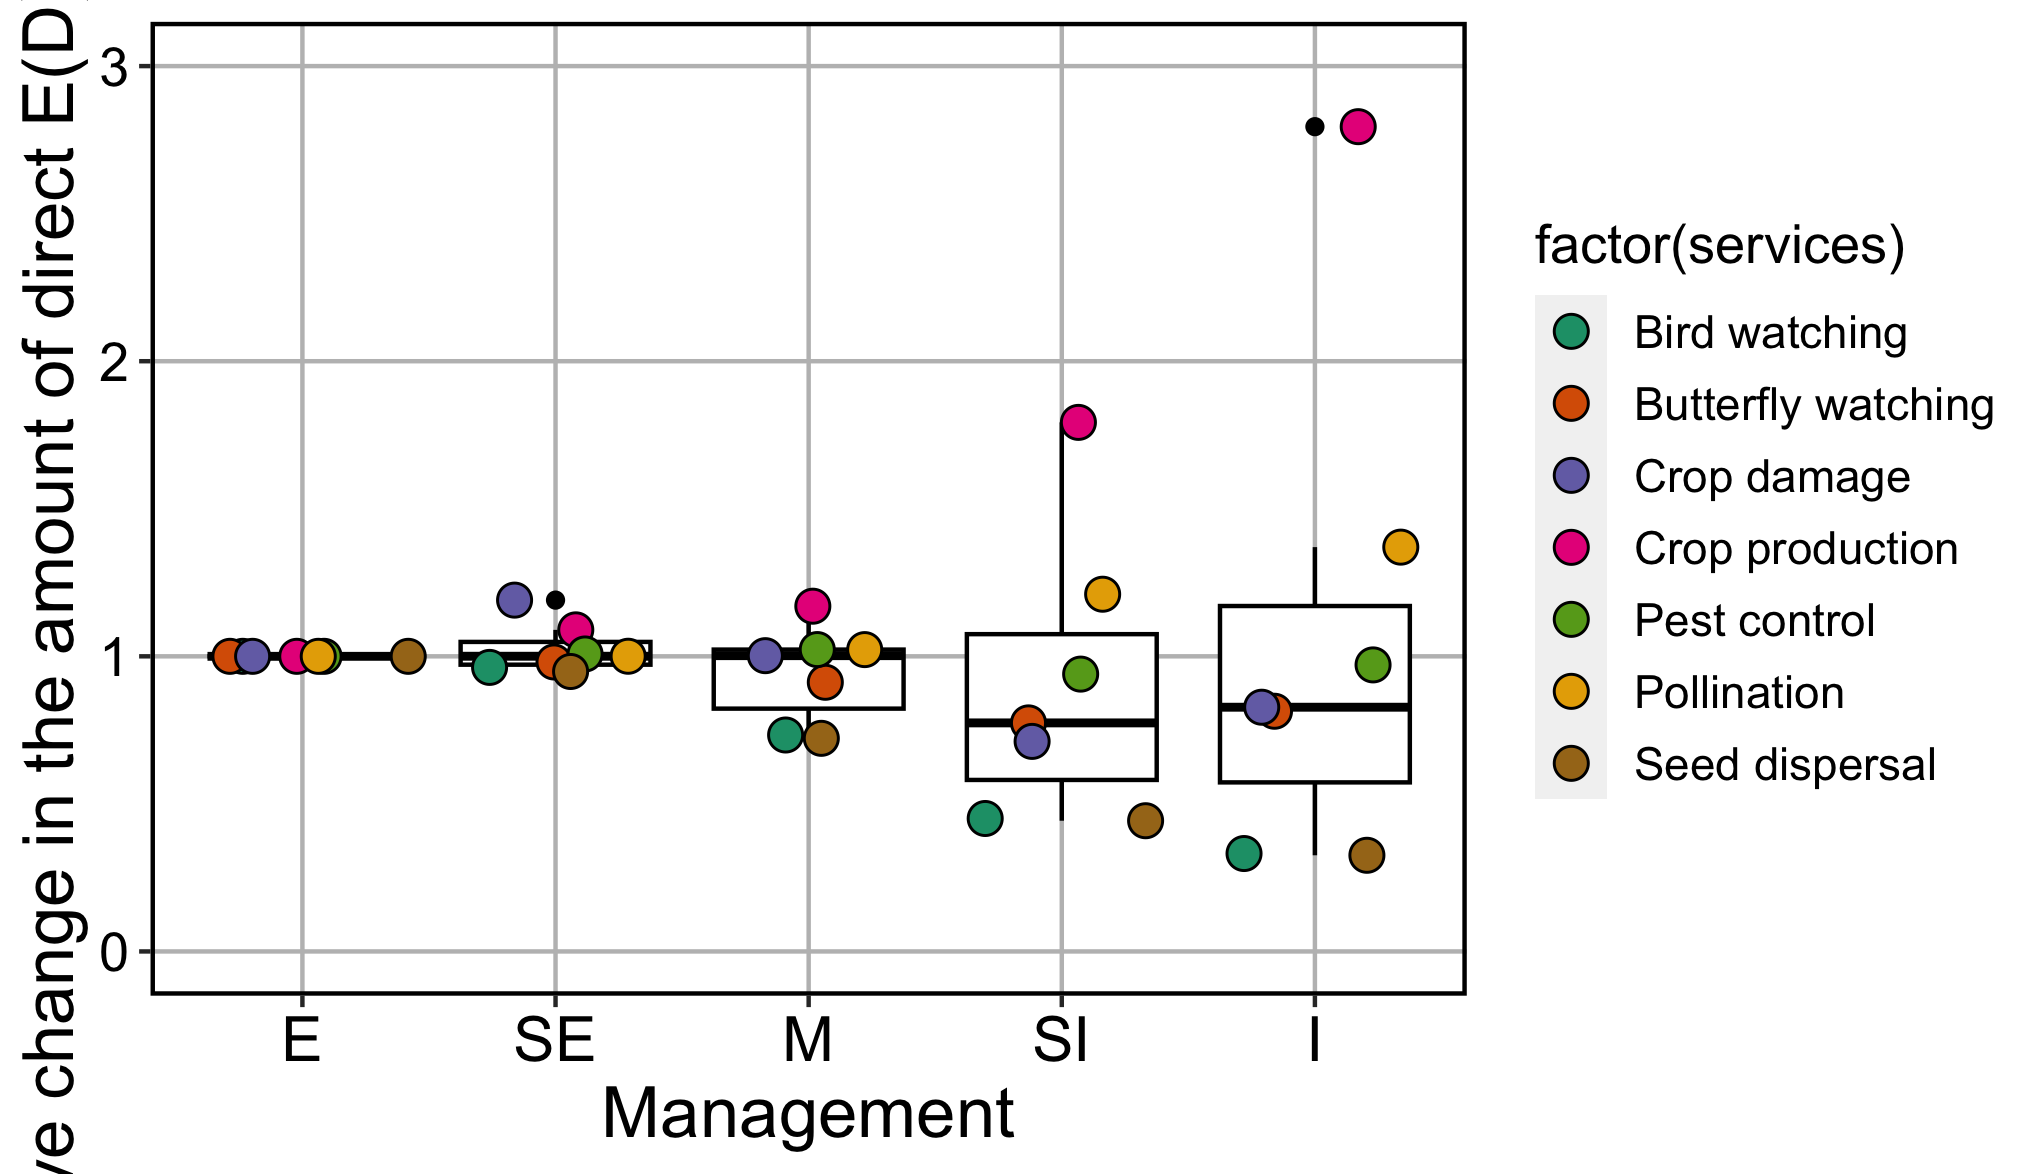 change in the amount of direct E(D
3
2
1
0
E SE M SI I
Management
factor(services)
Bird watching
Butterfly watching
Crop damage
Crop production
Pest control
Pollination
Seed dispersal